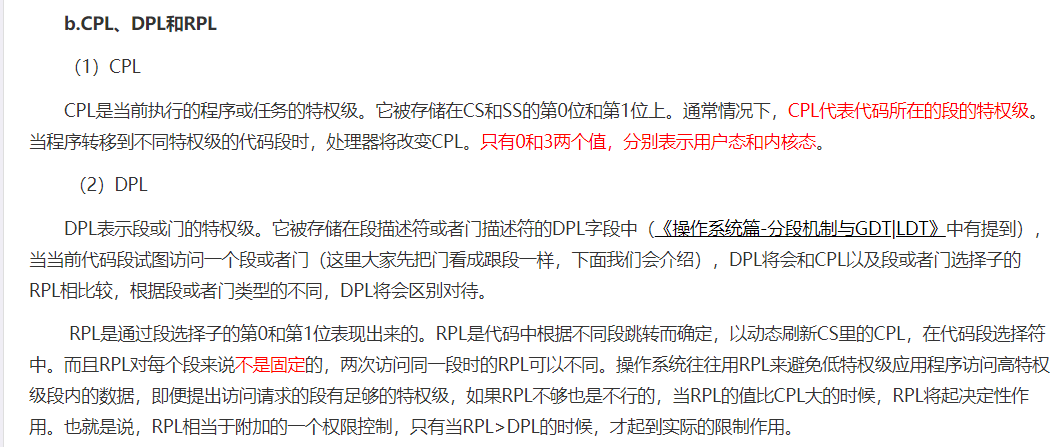 b.CPL、DPL和RPL
（1）CPL
CPL是当前执行的程序或任务的特权级。它被存储在CS和SS的第0位和第1位上。通常情况下，CPL代表代码所在的段的特权级。
当程序转移到不同特权级的代码段时，处理器将改变CPL。只有0和3两个值，分别表示用户态和内核态。
（2）DPL
DPL表示段或门的特权级。它被存储在段描述符或者门描述符的DPL字段中（《操作系统篇-分段机制与GDT|LDT》中有提到），
当当前代码段试图访问一个段或者门（这里大家先把门看成跟段一样，下面我们会介绍），DPL将会和CPL以及段或者门选择子的
RPL相比较，根据段或者门类型的不同，DPL将会区别对待。
RPL是通过段选择子的第0和第1位表现出来的。RPL是代码中根据不同段跳转而确定，以动态刷新CS里的CPL，在代码段选择符
中。而且RPL对每个段来说不是固定的，两次访问同一段时的RPL可以不同。操作系统往往用RPL来避免低特权级应用程序访问高特权
级段内的数据，即便提出访问请求的段有足够的特权级，如果RPL不够也是不行的，当RPL的值比CPL大的时候，RPL将起决定性作
用。也就是说，RPL相当于附加的一个权限控制，只有当RPL>DPL的时候，才起到实际的限制作用。